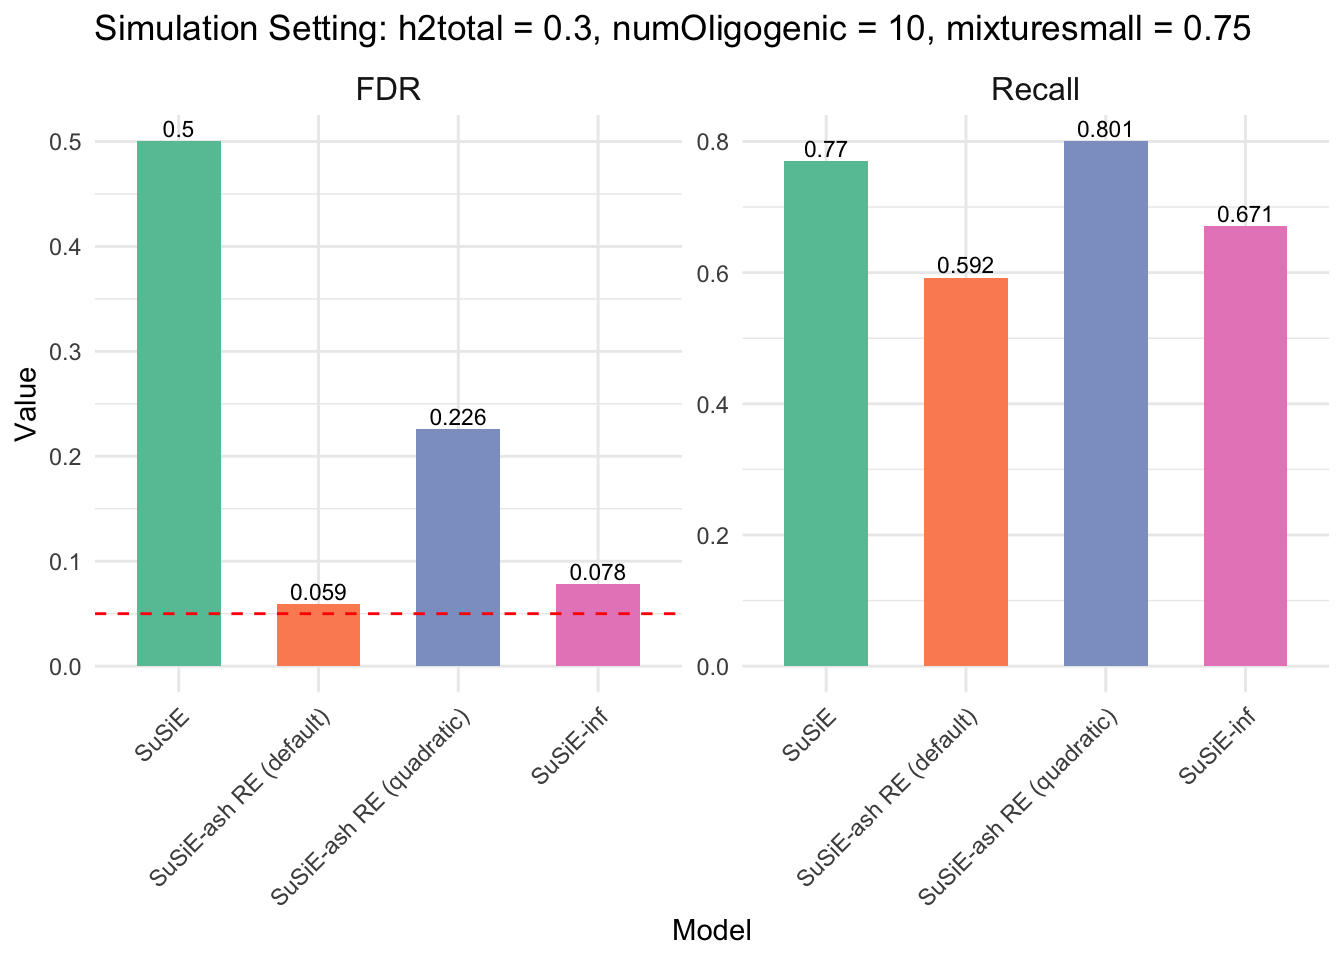 Simulation Setting: h2total = 0.3, numOligogenic = 10, mixturesmall = 0.75
FDR
Recall
Value
0.5
0.4
0.3
0.2
0.1
0.0
0.5
0.059
0.226
0.078
0.8
0.6
0.4
0.2
0.0
0.77
0.592
0.801
0.671
SuSiE
SuSiE-ash RE (default)
SuSiE-ash RE (quadratic)
SuSiE-inf
SuSiE
SuSiE-ash RE (default)
SuSiE-ash RE (quadratic)
SuSiE-inf
Model